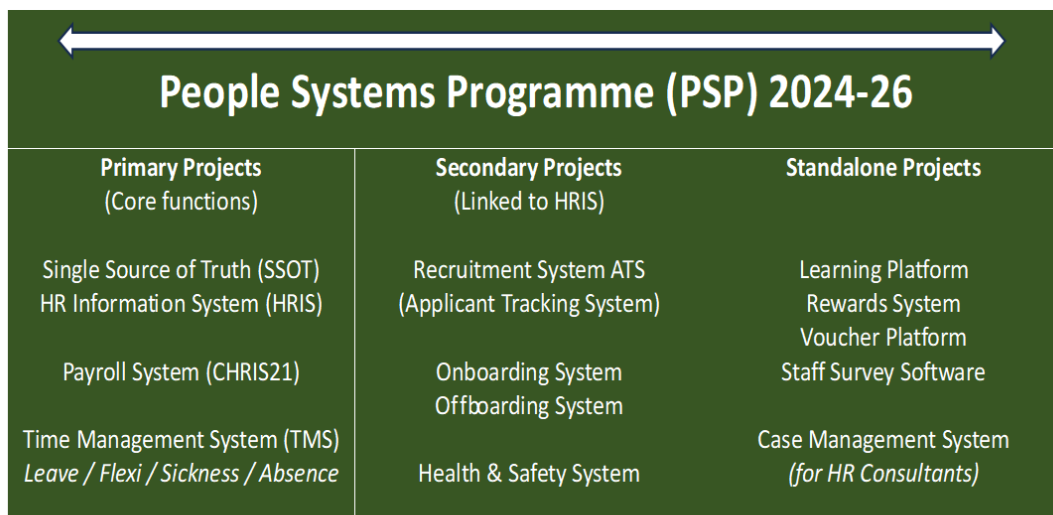 People Systems Programme (PSP) 2024-26
Primary Projects
(Core functions)
Single Source of Truth (SSOT)
HR Information System (HRIS)
Payroll System (CHRIS21)
Time Management System (TMS)
Leave / Flexi / Sickness / Absence
Secondary Projects
(Linked to HRIS)
Recruitment System ATS
(Applicant Tracking System)
Onboarding System
Offboarding System
Health & Safety System
Standalone Projects
Learning Platform
Rewards System
Voucher Platform
Staff Survey Software
Case Management System
(for HR Consultants)